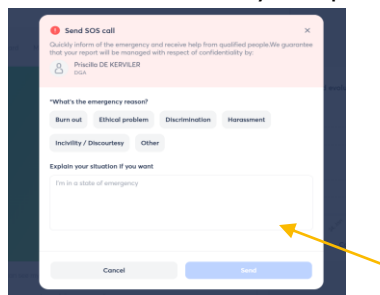 Send SOS call
Quickly inform of the emergency and receive help from qualified people.We guarantee
that your report will be managed with respect of confidentiality by:
Priscilla DE KERVILER
DGA
*What's the emergency reason?
Burn out Ethical problem Discrimination Harassment
Incivility / Discourtesy Other
Explain your situation if you want
I'm in a state of emergency
Cancel Send